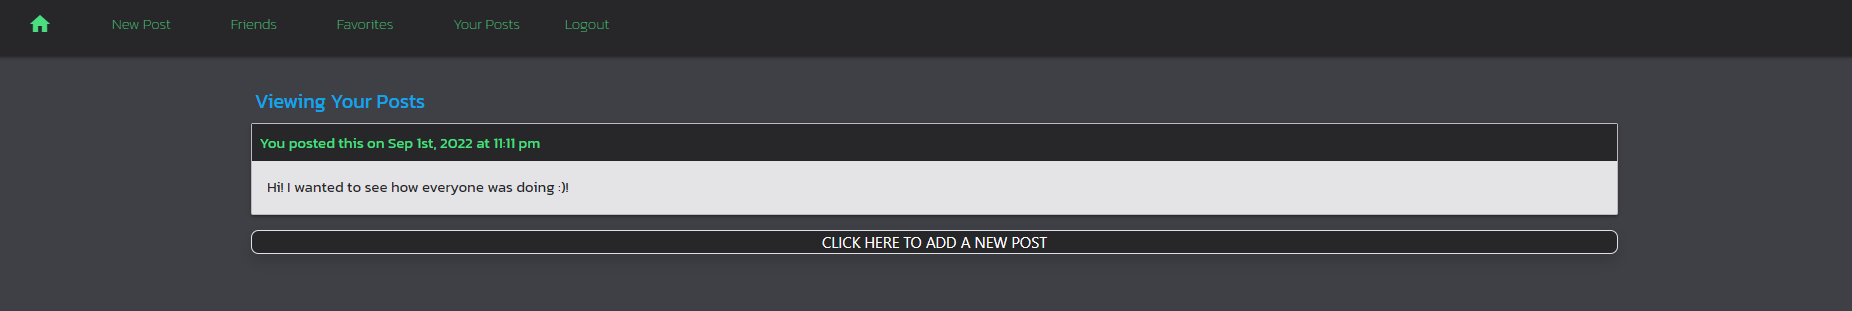 New Post Friends Favorites Your Posts Logout
Viewing Your Posts
You posted this on Sep 1st, 2022 at 11:11 pm
Hi! I wanted to see how everyone was doing :)!
CLICK HERE TO ADD A NEW POST